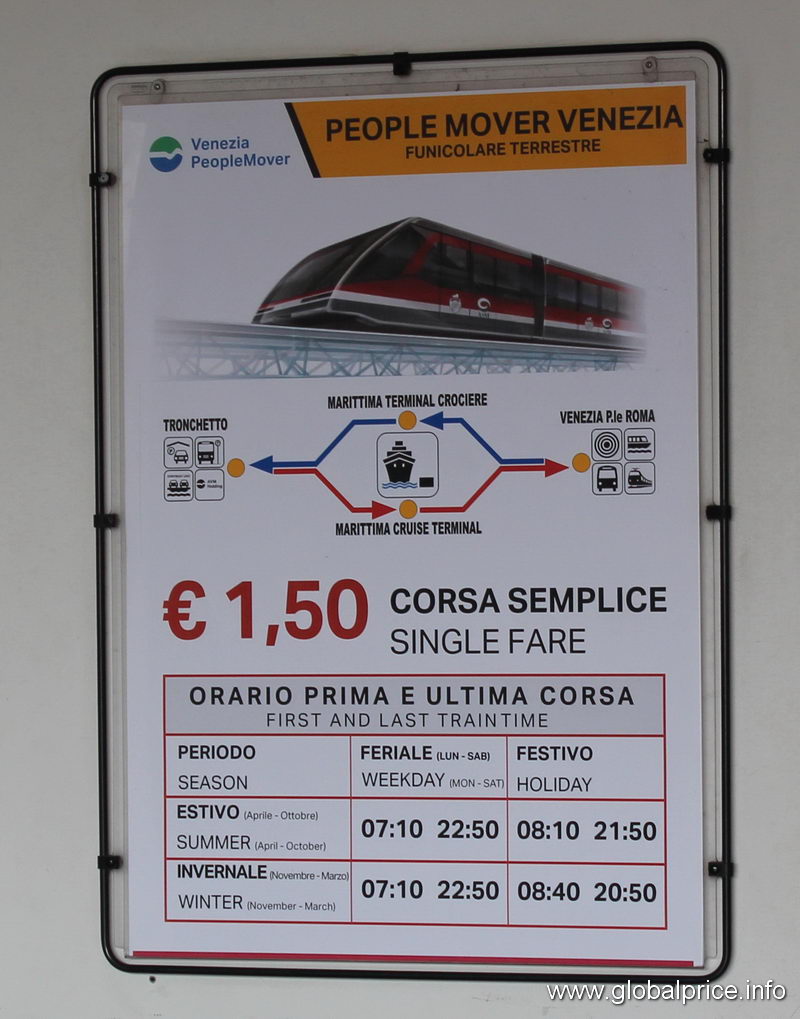 Venezia
PeopleMover
PEOPLE MOVER VENEZIA
FUNICOLARE TERRESTRE
MARITTIMA TERMINAL CROCIERE
TRONCHETTO
VENEZIA P.le ROMA
MARITTIMA CRUISE TERMINAL
€ 1,50
CORSA SEMPLICE
SINGLE FARE
ORARIO PRIMA E ULTIMA CORSA
FIRST AND LAST TRAINTIME
PERIODO
SEASON
FERIALE (LUN - SAB)
WEEKDAY (MON - SAT)
FESTIVO
HOLIDAY
ESTIVO (Aprile - Ottobre)
SUMMER (April - October)
07:10 22:50
08:10 21:50
INVERNALE (Novembre - Marzo)
WINTER (November - March)
07:10 22:50
08:40 20:50
www.globalprice.info